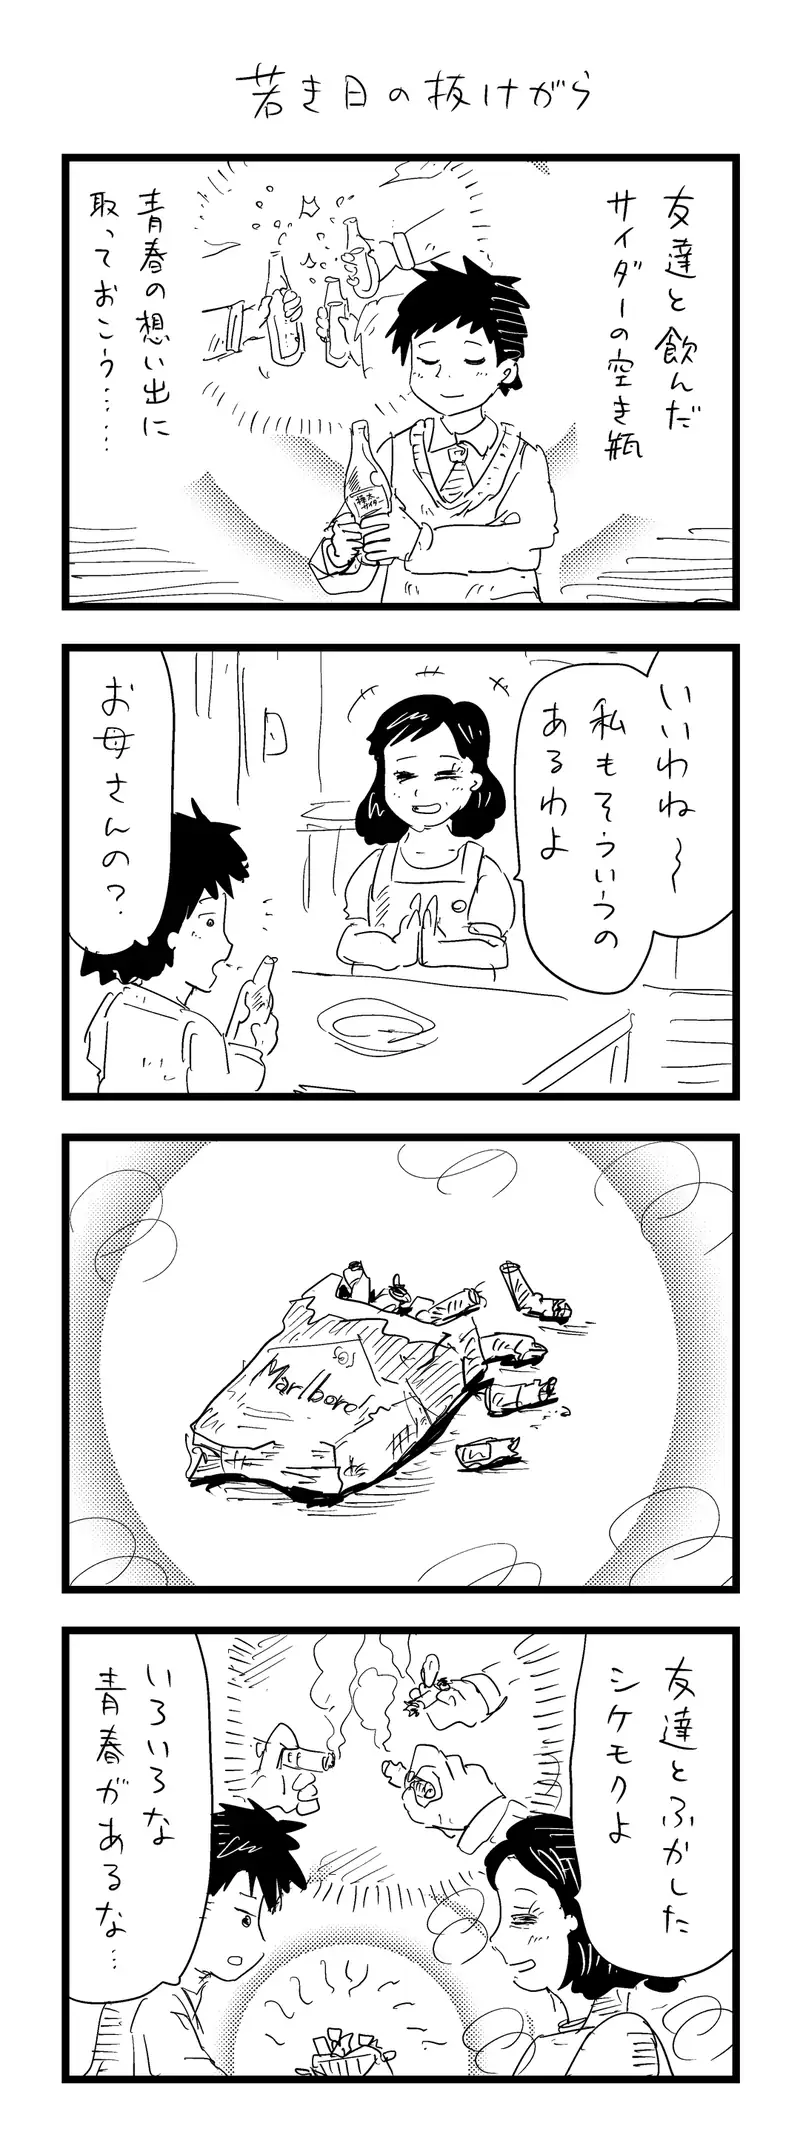 若き日の抜けがら
友達と飲んだ
サイダーの空き瓶
青春の想い出に
取っておこう……
サイダー
いいわね〜
私もそういうの
あるわよ
お母さんの?
Marlboro
友達とふかした
シケモクよ
いろいろな
青春があるな…